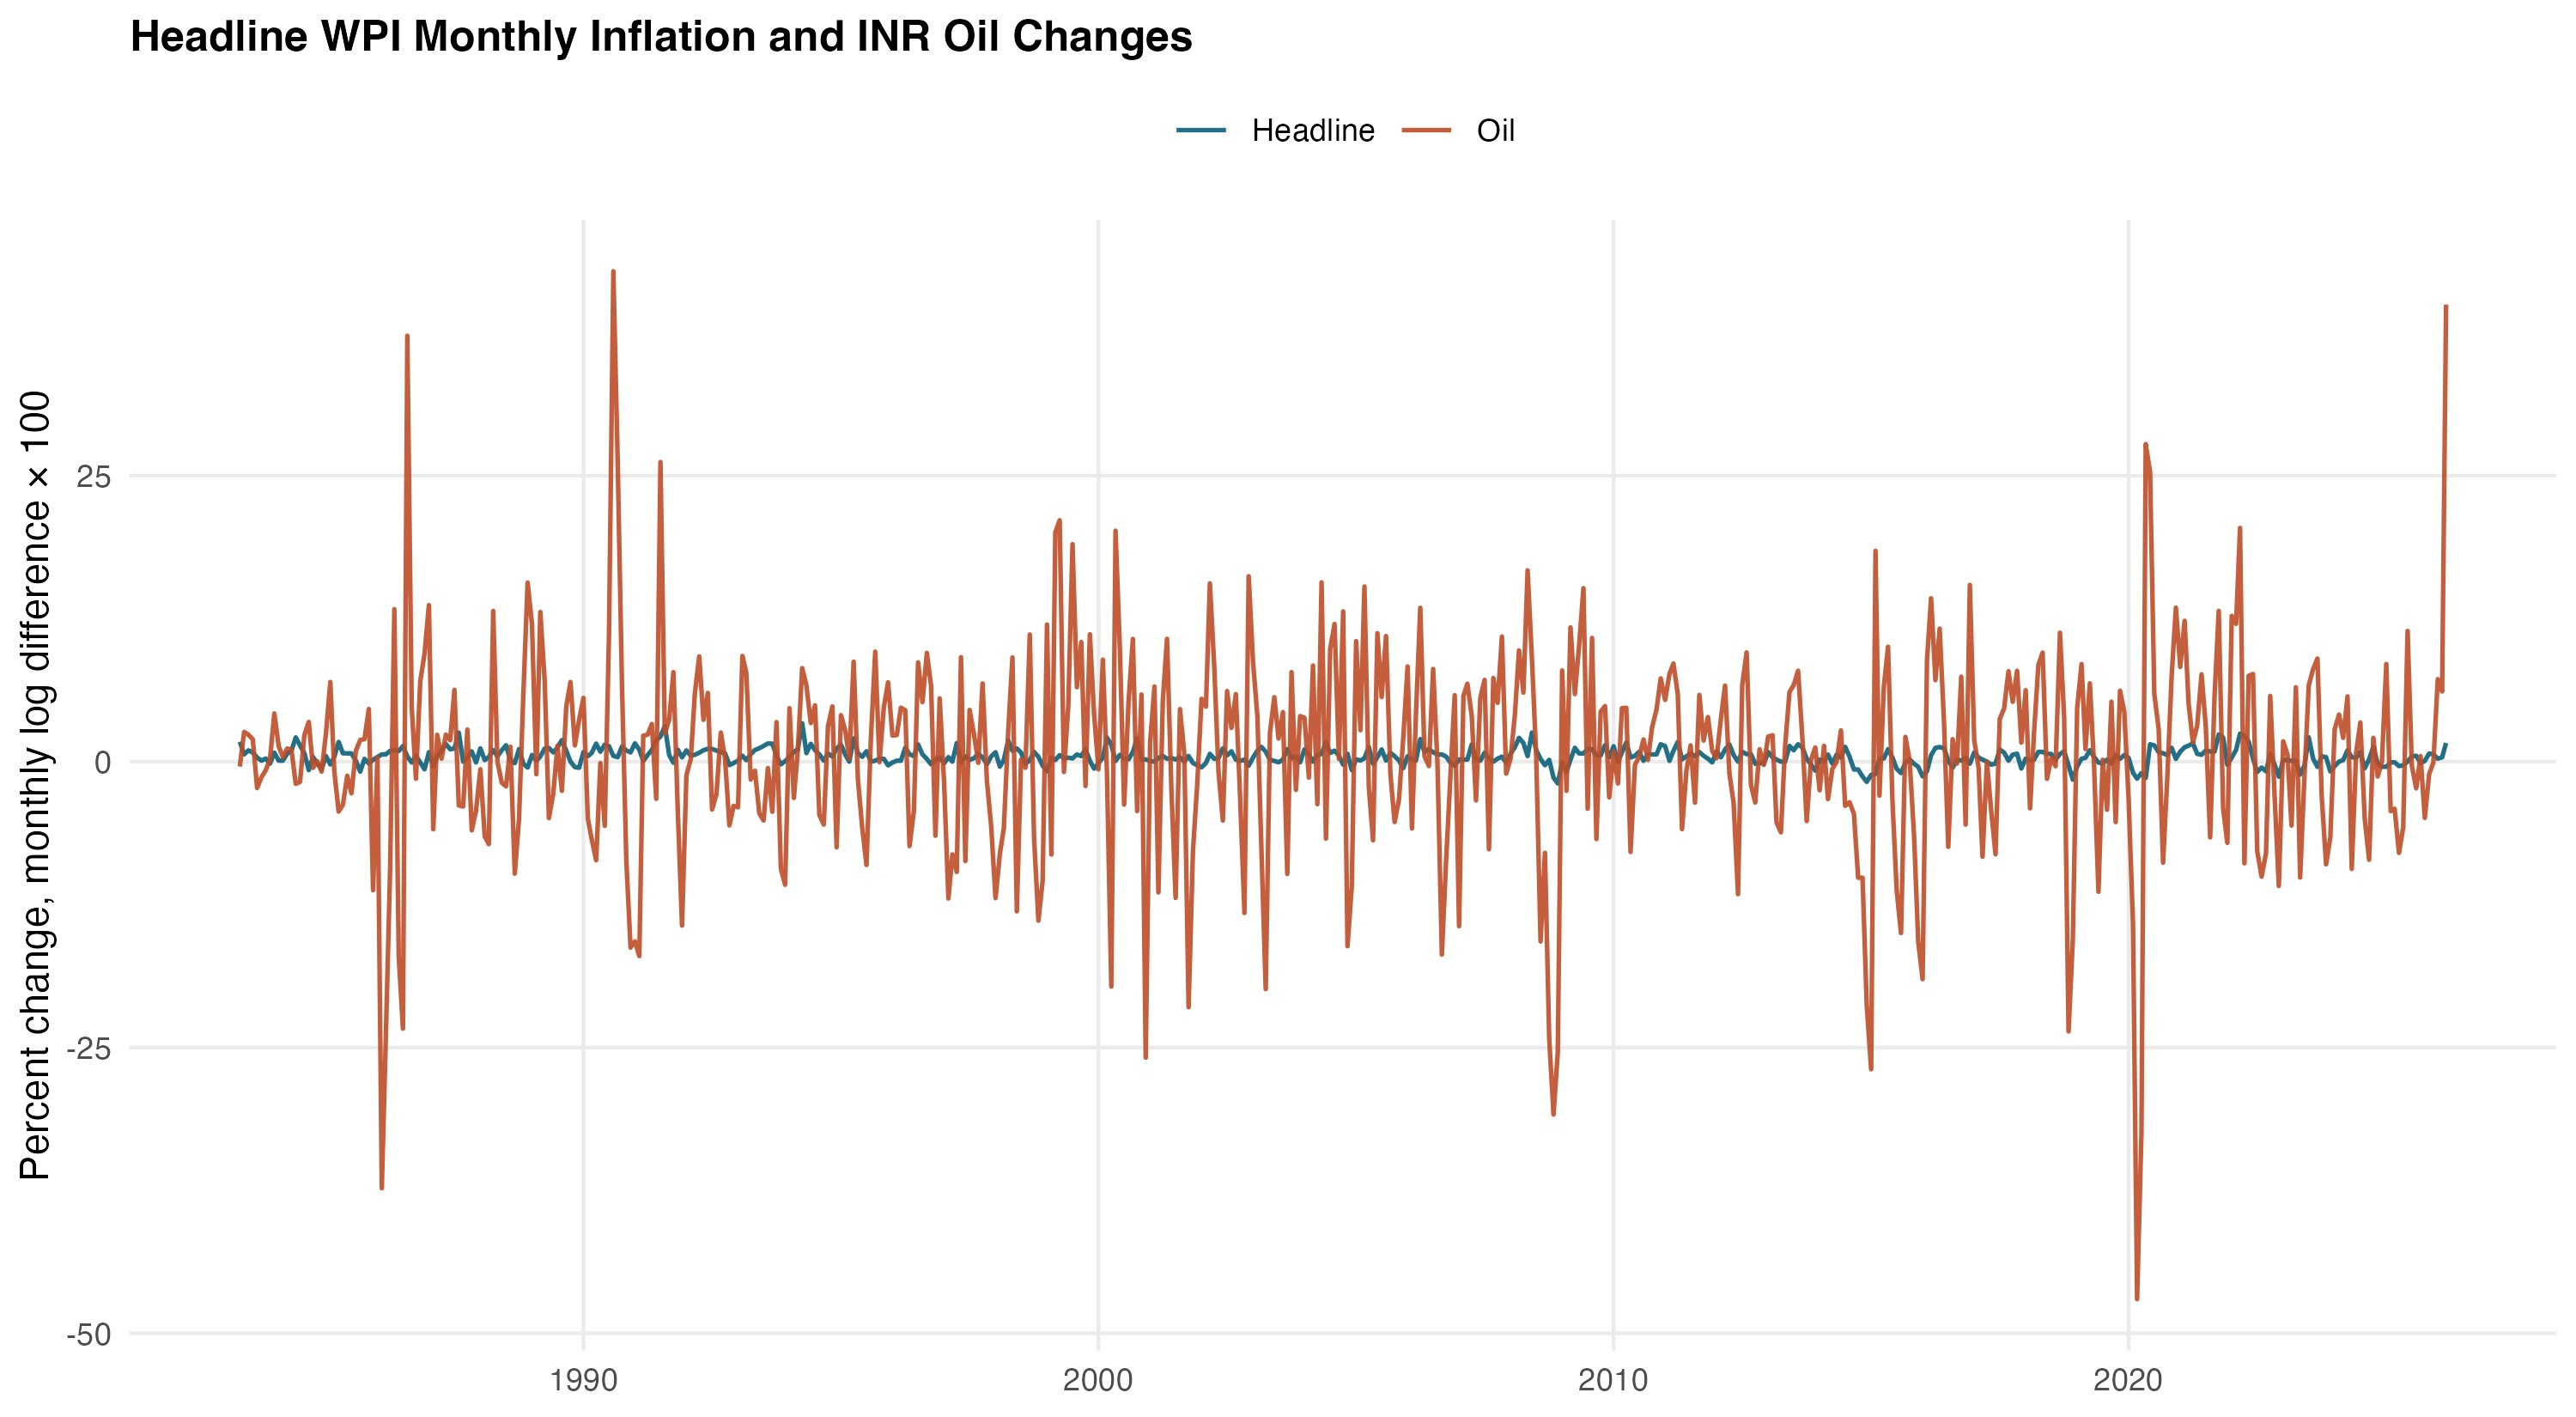 Headline WPI Monthly Inflation and INR Oil Changes
Headline Oil
Percent change, monthly log difference × 100
25
0
-25
-50
1990 2000 2010 2020